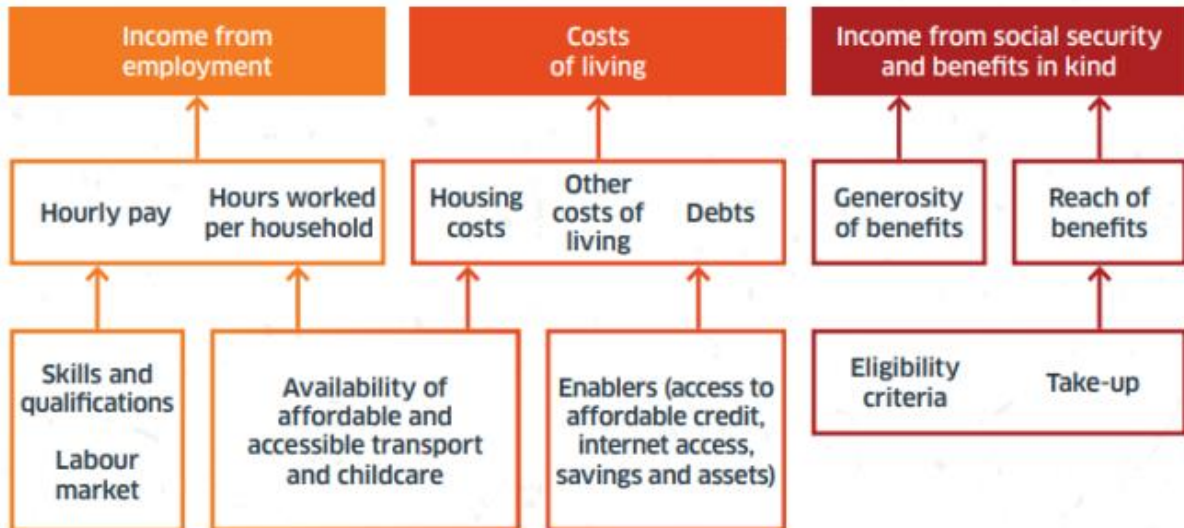 Income from
employment
Costs
of living
Income from social security
and benefits in kind
Hourly pay
Hours worked
per household
Housing
costs
Other
costs of
living
Debts
Generosity
of benefits
Reach of
benefits
Skills and
qualifications
Labour
market
Availability of
affordable and
accessible transport
and childcare
Enablers (access to
affordable credit,
internet access,
savings and assets)
Eligibility
criteria
Take-up